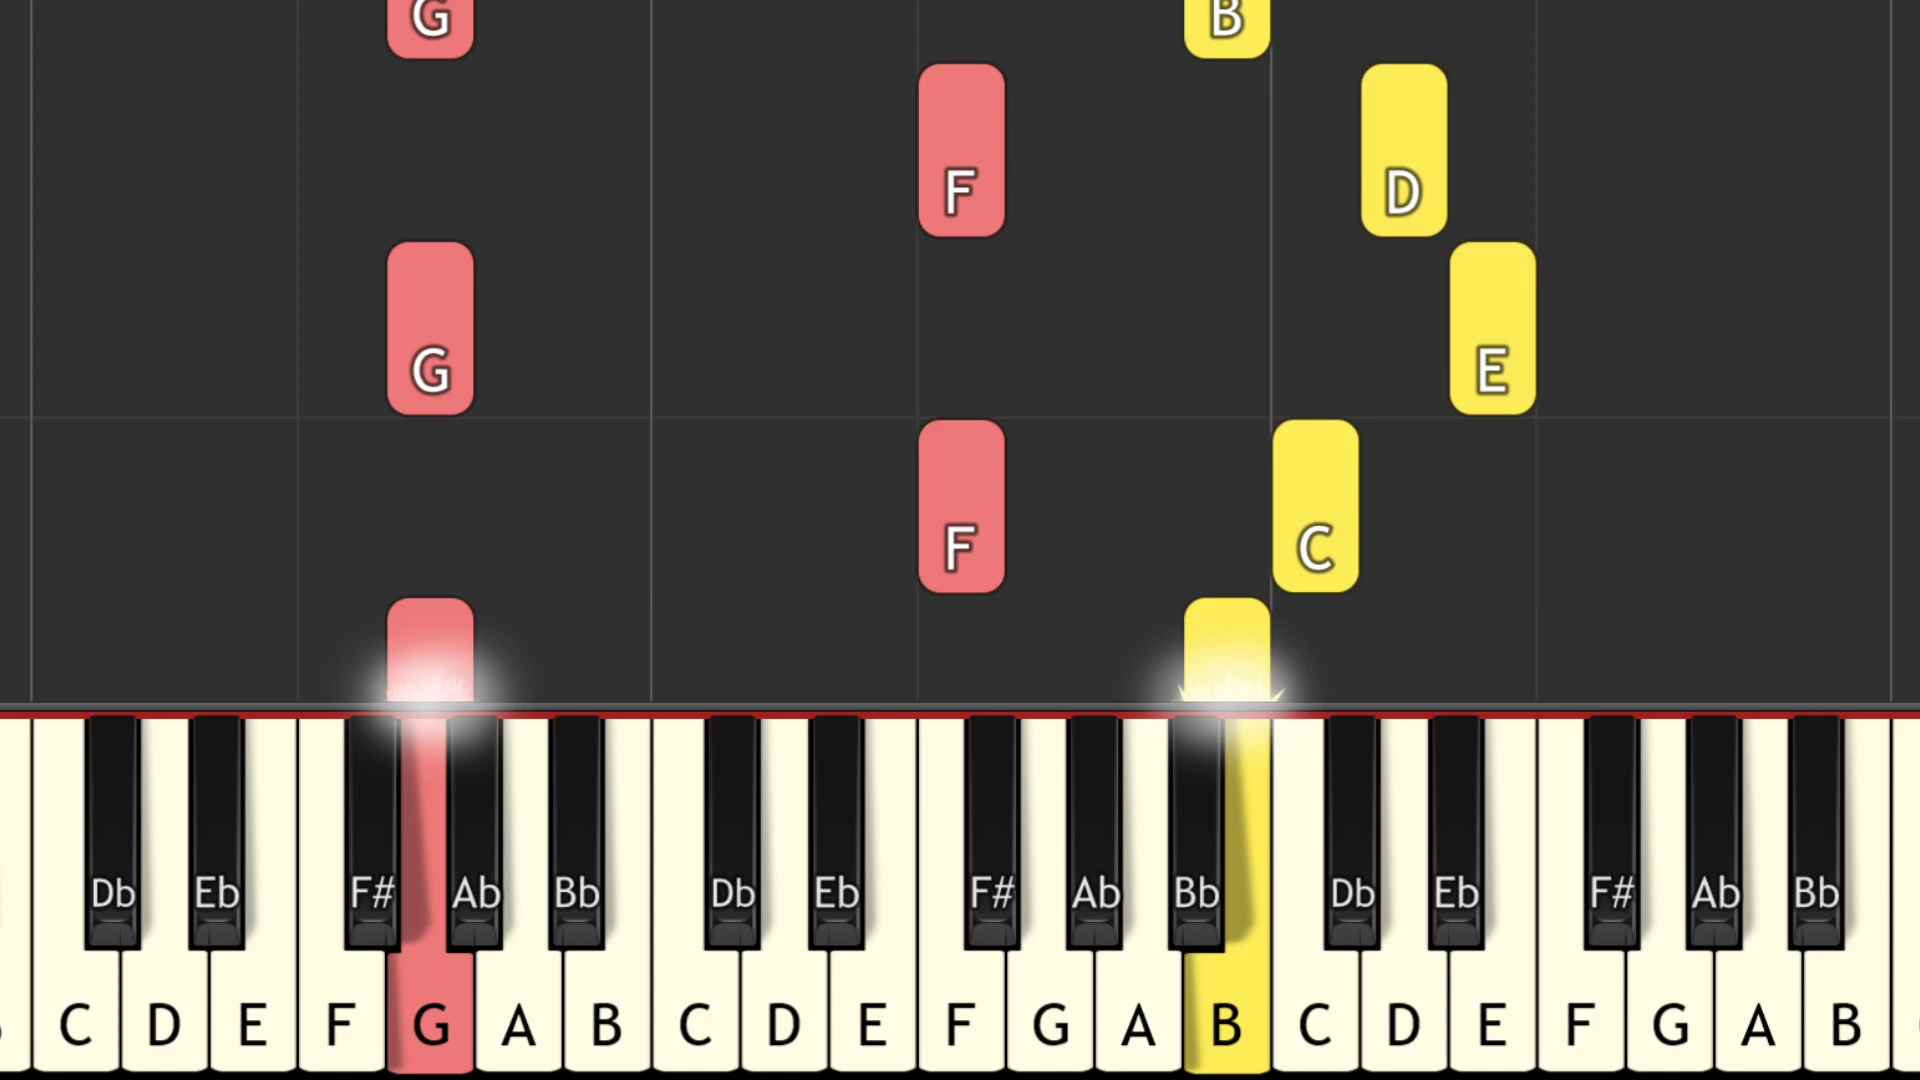 G B
F D
G E
F C
Db Eb F# Ab Bb Db Eb F# Ab Bb Db Eb F# Ab Bb
C D E F G A B C D E F G A B C D E F G A B